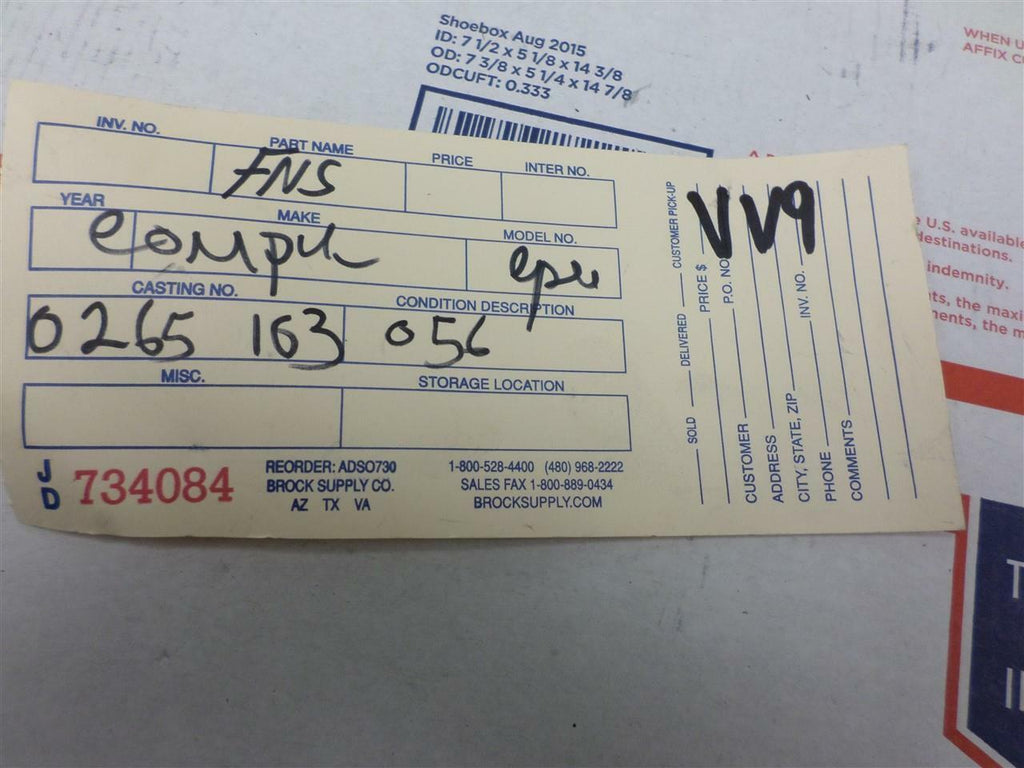 Shoebox Aug 2015
ID: 7 1/2 x 5 1/8 x 14 3/8
OD: 7 3/8 x 5 1/4 x 14 7/8
ODCUFT: 0.333
WHEN U
AFFIX C
INV. NO. PART NAME PRICE INTER NO.
FNS
YEAR MAKE MODEL NO.
compu epu
CASTING NO. CONDITION DESCRIPTION
0265 163 056
MISC. STORAGE LOCATION
JD 734084
REORDER: ADSO730
BROCK SUPPLY CO.
AZ TX VA
1-800-528-4400 (480) 968-2222
SALES FAX 1-800-889-0434
BROCKSUPPLY.COM
SOLD DELIVERED CUSTOMER PICK-UP
PRICE $
P.O. NO.
CUSTOMER
ADDRESS
CITY, STATE, ZIP INV. NO.
PHONE
COMMENTS
VV9
U.S. available
destinations.
indemnity.
ts, the maxi
ments, the m